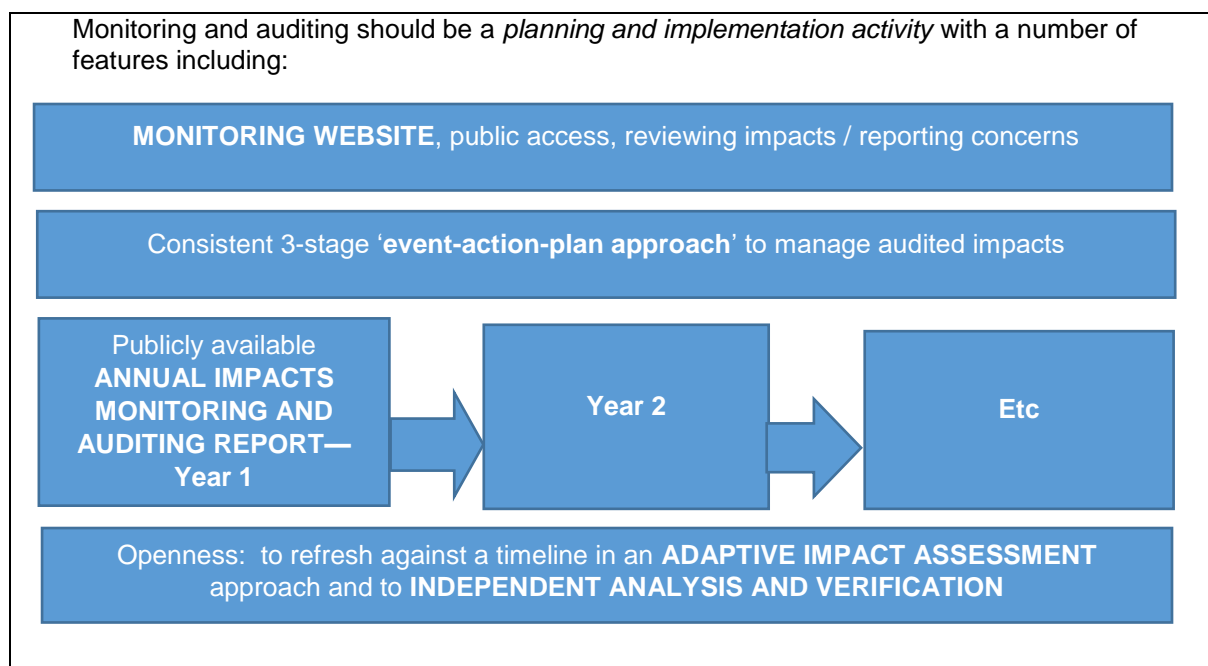 Monitoring and auditing should be a planning and implementation activity with a number of
features including:
MONITORING WEBSITE, public access, reviewing impacts / reporting concerns
Consistent 3-stage ‘event-action-plan approach’ to manage audited impacts
Publicly available
ANNUAL IMPACTS
MONITORING AND
AUDITING REPORT—
Year 1
Year 2
Etc
Openness: to refresh against a timeline in an ADAPTIVE IMPACT ASSESSMENT
approach and to INDEPENDENT ANALYSIS AND VERIFICATION